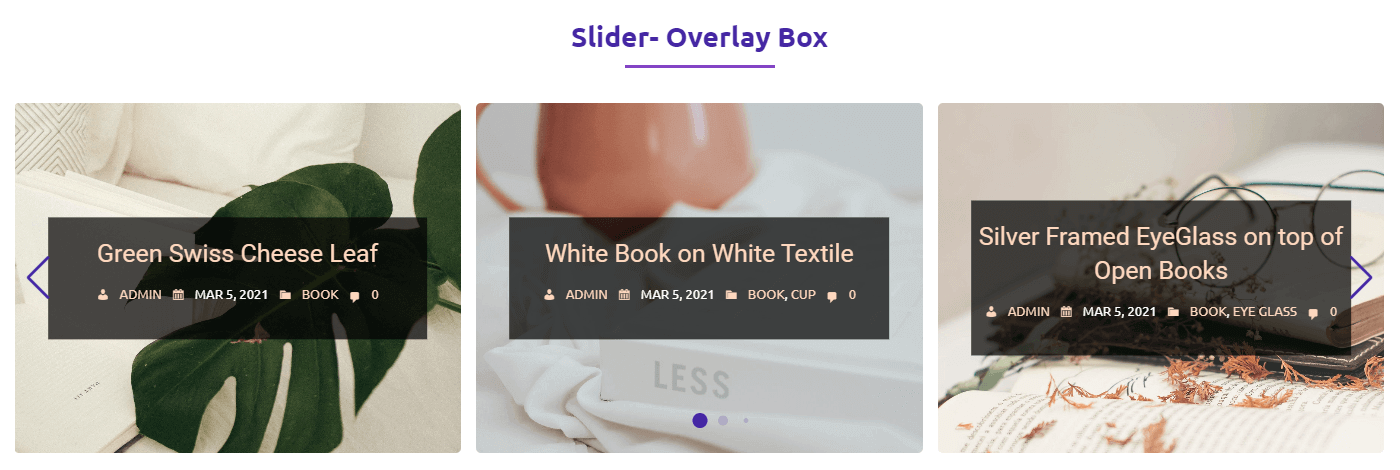 Slider- Overlay Box
Green Swiss Cheese Leaf
ADMIN MAR 5, 2021 BOOK 0
White Book on White Textile
ADMIN MAR 5, 2021 BOOK, CUP 0
LESS
Silver Framed EyeGlass on top of
Open Books
ADMIN MAR 5, 2021 BOOK, EYE GLASS 0